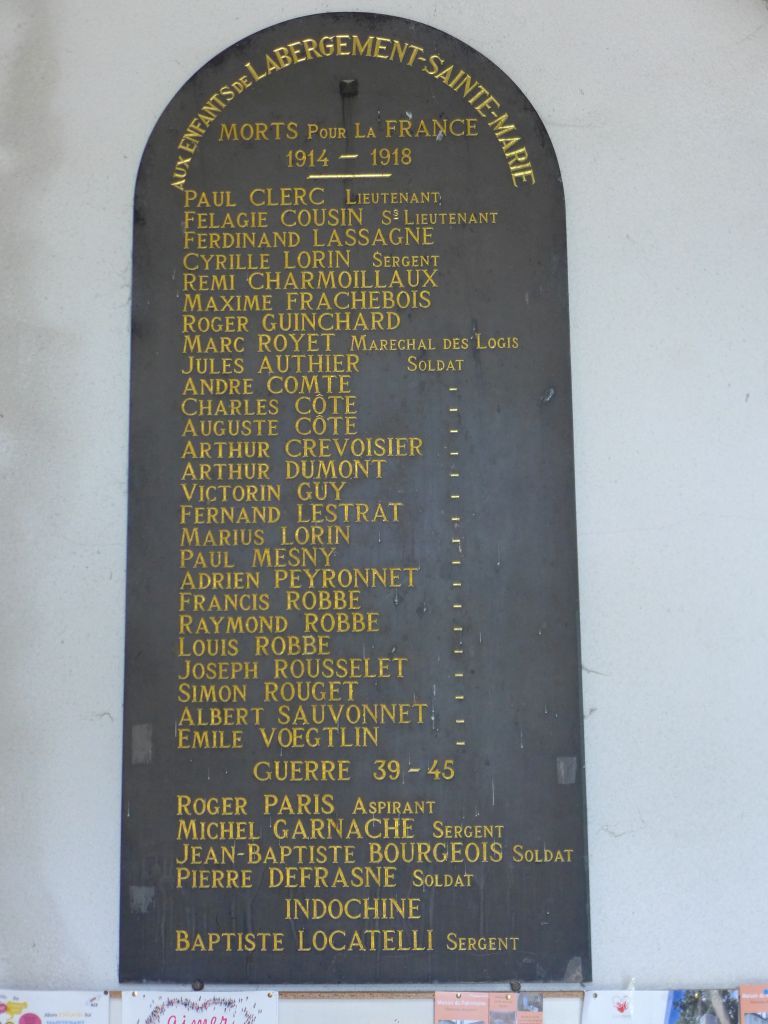 AUX ENFANTS DE LABERGEMENT-SAINTE-MARIE
MORTS POUR LA FRANCE
1914 – 1918
PAUL CLERC LIEUTENANT
FELAGIE COUSIN Ss LIEUTENANT
FERDINAND LASSAGNE
CYRILLE LORIN SERGENT
REMI CHARMOILLAUX
MAXIME FRACHEBOIS
ROGER GUINCHARD
MARC ROYET MARECHAL DES LOGIS
JULES AUTHIER SOLDAT
ANDRE COMTE -
CHARLES CÔTE -
AUGUSTE CÔTE -
ARTHUR CREVOISIER -
ARTHUR DUMONT -
VICTORIN GUY -
FERNAND LESTRAT -
MARIUS LORIN -
PAUL MESNY -
ADRIEN PEYRONNET -
FRANCIS ROBBE -
RAYMOND ROBBE -
LOUIS ROBBE -
JOSEPH ROUSSELET -
SIMON ROUGET -
ALBERT SAUVONNET -
EMILE VOEGTLIN -
GUERRE 39 - 45
ROGER PARIS ASPIRANT
MICHEL GARNACHE SERGENT
JEAN-BAPTISTE BOURGEOIS SOLDAT
PIERRE DEFRASNE SOLDAT
INDOCHINE
BAPTISTE LOCATELLI SERGENT
aimer